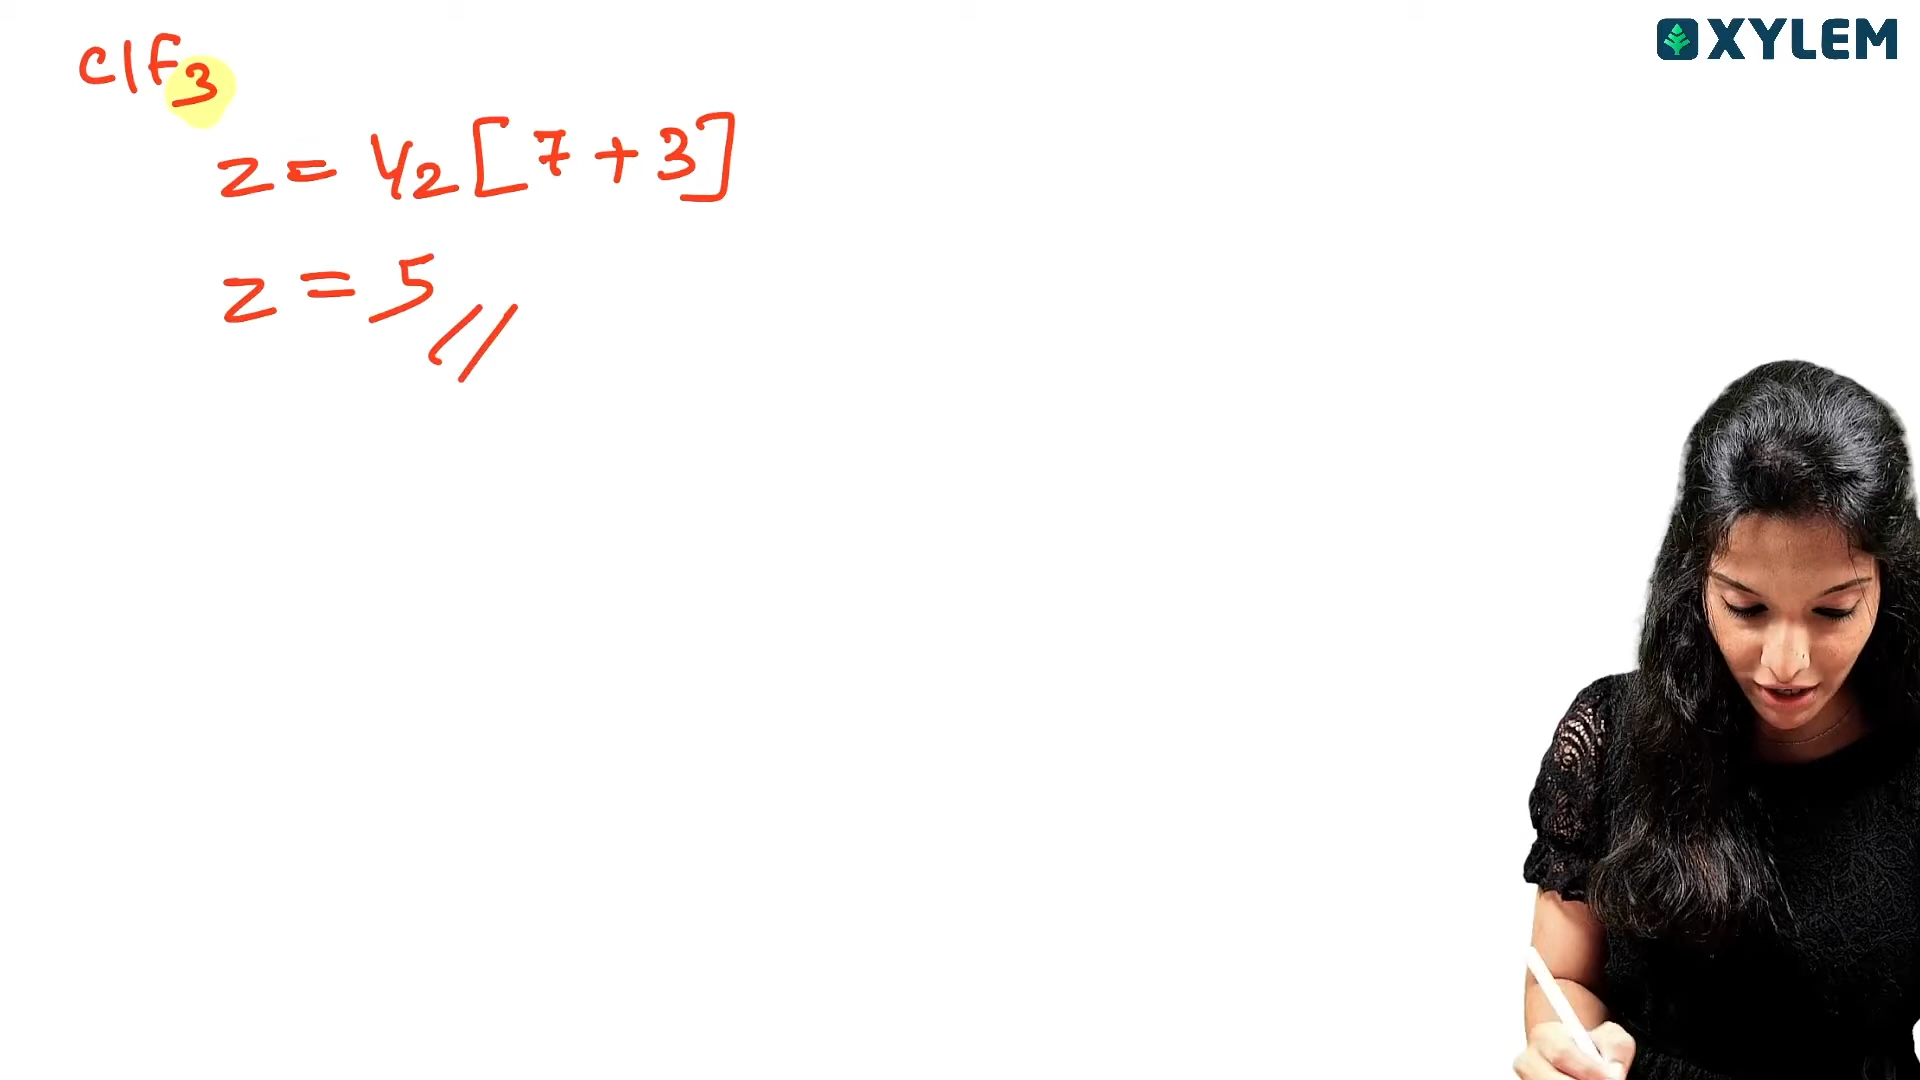 XYLEM
ClF3
z = 1/2 [7 + 3]
z = 5 //